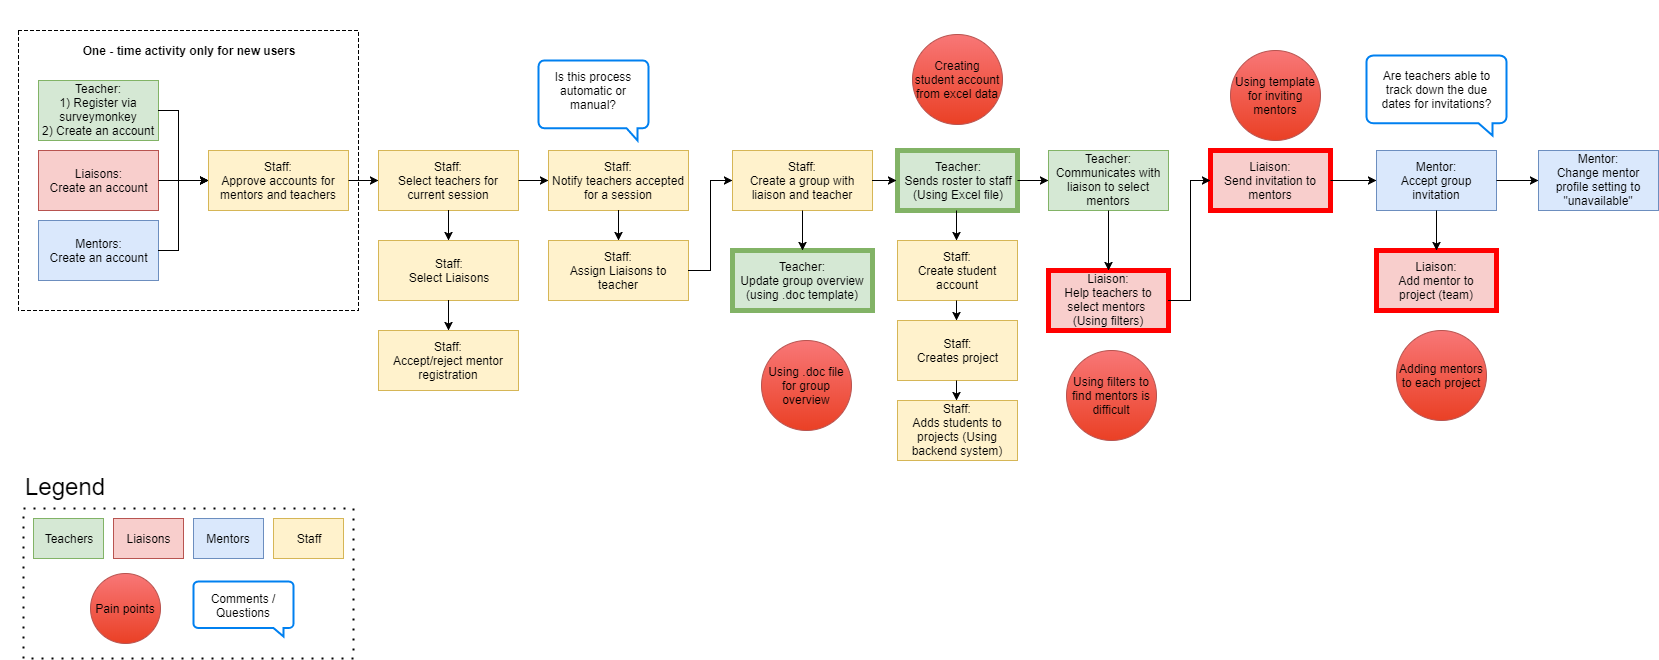 One - time activity only for new users
Teacher:
1) Register via
surveymonkey
2) Create an account
Liaisons:
Create an account
Mentors:
Create an account
Staff:
Approve accounts for
mentors and teachers
Staff:
Select teachers for
current session
Staff:
Select Liaisons
Staff:
Accept/reject mentor
registration
Is this process
automatic or
manual?
Staff:
Notify teachers accepted
for a session
Staff:
Assign Liaisons to
teacher
Staff:
Create a group with
liaison and teacher
Teacher:
Update group overview
(using .doc template)
Using .doc file
for group
overview
Creating
student account
from excel data
Teacher:
Sends roster to staff
(Using Excel file)
Staff:
Create student
account
Staff:
Creates project
Staff:
Adds students to
projects (Using
backend system)
Teacher:
Communicates with
liaison to select
mentors
Liaison:
Help teachers to
select mentors
(Using filters)
Using filters to
find mentors is
difficult
Using template
for inviting
mentors
Liaison:
Send invitation to
mentors
Are teachers able to
track down the due
dates for invitations?
Mentor:
Accept group
invitation
Liaison:
Add mentor to
project (team)
Adding mentors
to each project
Mentor:
Change mentor
profile setting to
"unavailable"
Legend
Teachers
Liaisons
Mentors
Staff
Pain points
Comments /
Questions